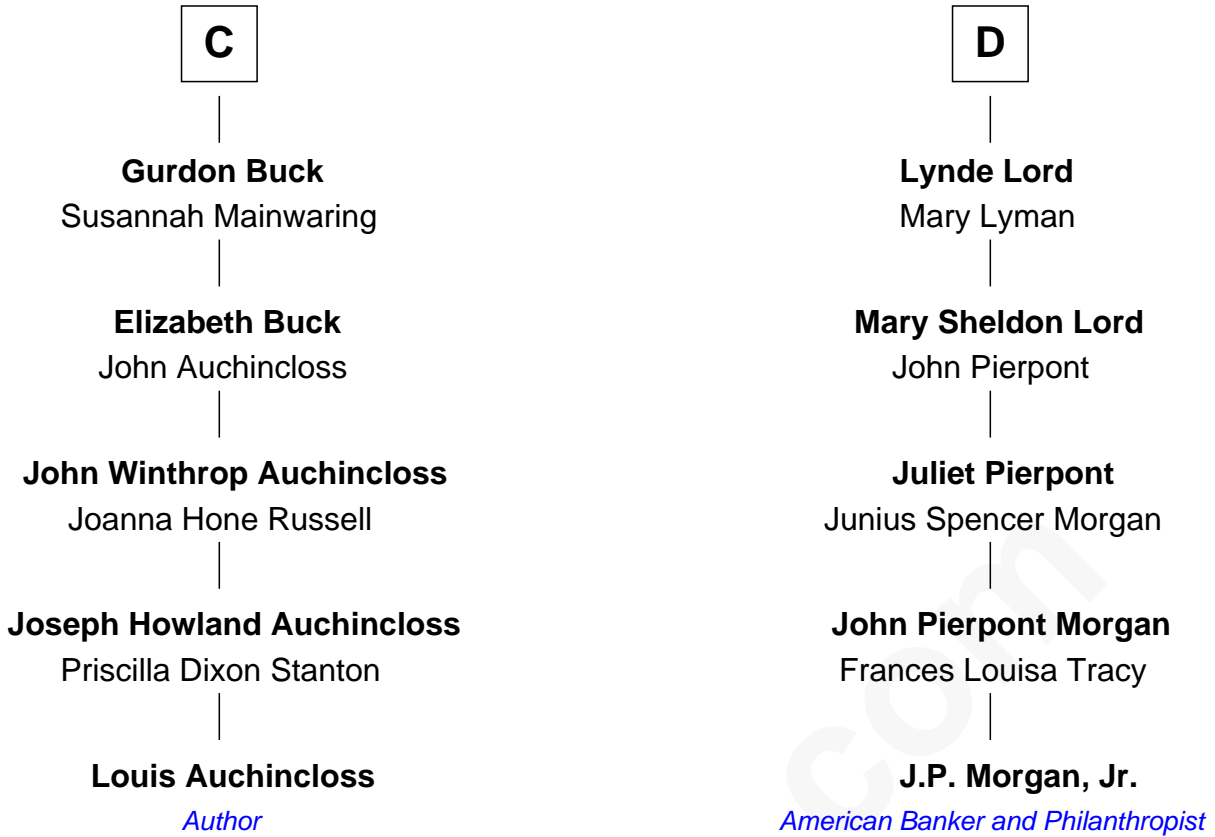 C
Gurdon Buck
Susannah Mainwaring
Elizabeth Buck
John Auchincloss
John Winthrop Auchincloss
Joanna Hone Russell
Joseph Howland Auchincloss
Priscilla Dixon Stanton
Louis Auchincloss
Author
D
Lynde Lord
Mary Lyman
Mary Sheldon Lord
John Pierpont
Juliet Pierpont
Junius Spencer Morgan
John Pierpont Morgan
Frances Louisa Tracy
J.P. Morgan, Jr.
American Banker and Philanthropist
com